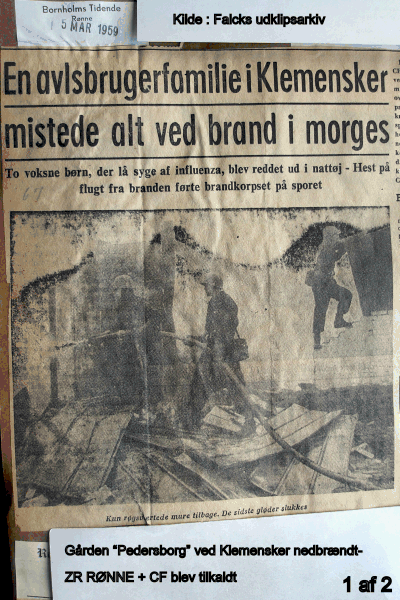 Bornholms Tidende
Rønne
5 MAR 1959
Kilde : Falcks udklipsarkiv
En avlsbrugerfamilie i Klemensker
mistede alt ved brand i morges
To voksne børn, der lå syge af influenza, blev reddet ud i nattøj - Hest på
flugt fra branden førte brandkorpset på sporet
Kun røgsværtede mure tilbage. De sidste gløder slukkes
Gården "Pedersborg" ved Klemensker nedbrændt-
ZR RØNNE + CF blev tilkaldt
1 af 2